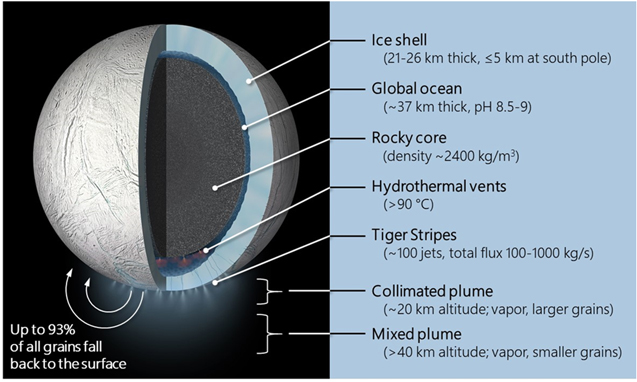 Ice shell
(21-26 km thick, ≤5 km at south pole)
Global ocean
(~37 km thick, pH 8.5-9)
Rocky core
(density ~2400 kg/m³)
Hydrothermal vents
(>90 °C)
Tiger Stripes
(~100 jets, total flux 100-1000 kg/s)
Collimated plume
(~20 km altitude; vapor, larger grains)
Mixed plume
(>40 km altitude; vapor, smaller grains)
Up to 93%
of all grains fall
back to the surface